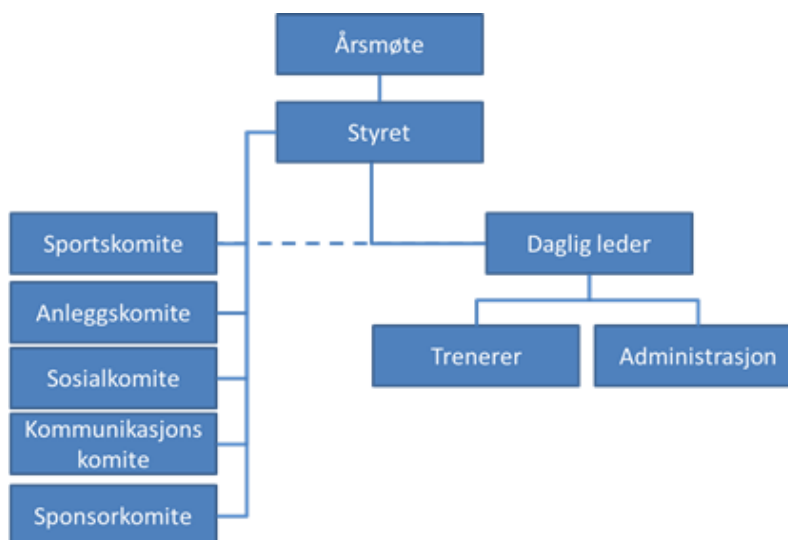 Årsmøte
Styret
Sportskomite
Daglig leder
Anleggskomite
Trenerer
Administrasjon
Sosialkomite
Kommunikasjons
komite
Sponsorkomite